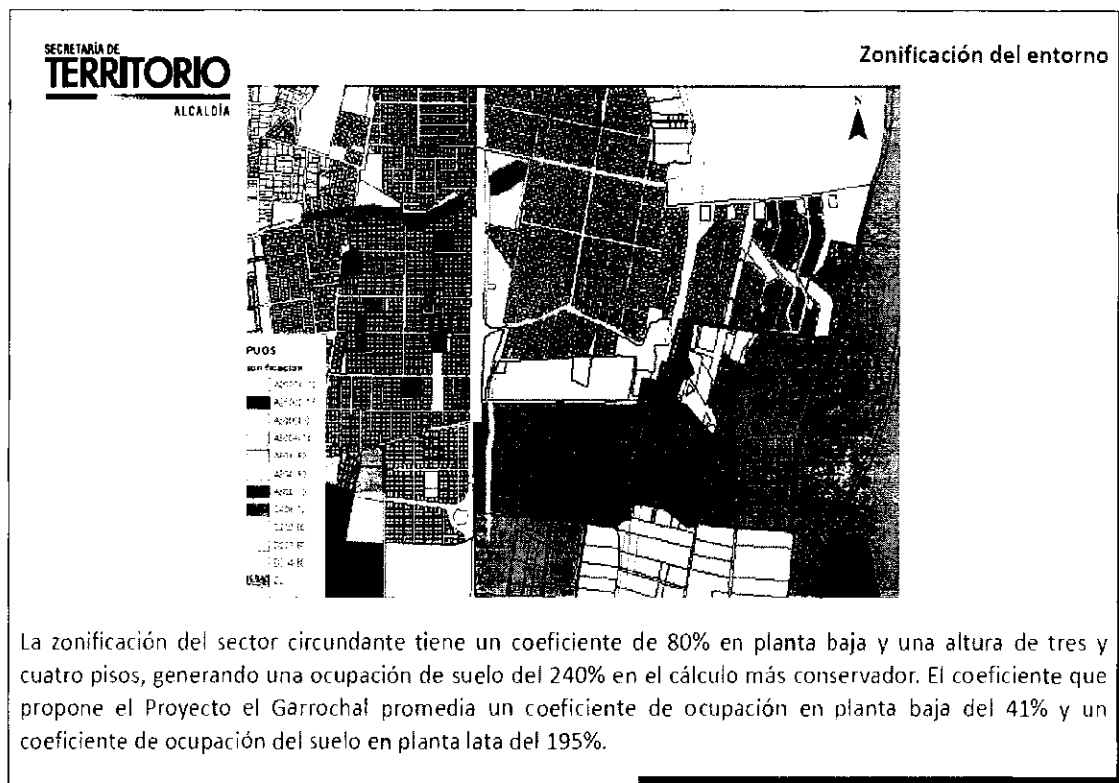 SECRETARÍA DE
TERRITORIO
ALCALDÍA
Zonificación del entorno
N
PUOS
La zonificación del sector circundante tiene un coeficiente de 80% en planta baja y una altura de tres y
cuatro pisos, generando una ocupación de suelo del 240% en el cálculo más conservador. El coeficiente que
propone el Proyecto el Garrochal promedia un coeficiente de ocupación en planta baja del 41% y un
coeficiente de ocupación del suelo en planta lata del 195%.